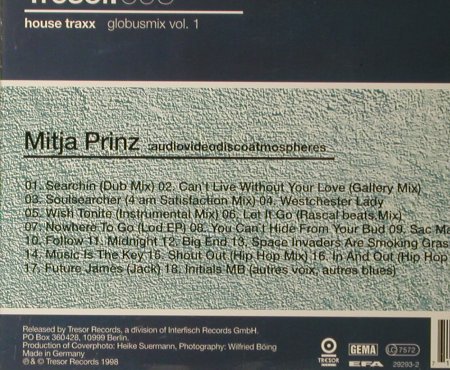 house traxx globusmix vol. 1
Mitja Prinz :audiovideodiscoatmospheres
01. Searchin (Dub Mix) 02. Can't Live Without Your Love (Gallery Mix)
03. Soulsearcher (4 am Satisfaction Mix) 04. Westchester Lady
05. Wish Tonite (Instrumental Mix) 06. Let It Go (Rascal beats Mix)
07. Nowhere To Go (Lod EP) 08. You Can't Hide From Your Bud 09. Sac Ma
10. Follow 11. Midnight 12. Big End 13. Space Invaders Are Smoking Gras
14. Music Is The Key 15. Shout Out (Hip Hop Mix) 16. In And Out (Hip Hop
17. Future James (Jack) 18. Initials MB (autres voix, autres blues)
Released by Tresor Records, a division of Interfisch Records GmbH.
PO Box 360428, 10999 Berlin.
Production of Coverphoto: Heike Suermann, Photography: Wilfried Böing
Made in Germany
℗ & © Tresor Records 1998
TRESOR
GEMA
LC 7572
EFA
29293-2